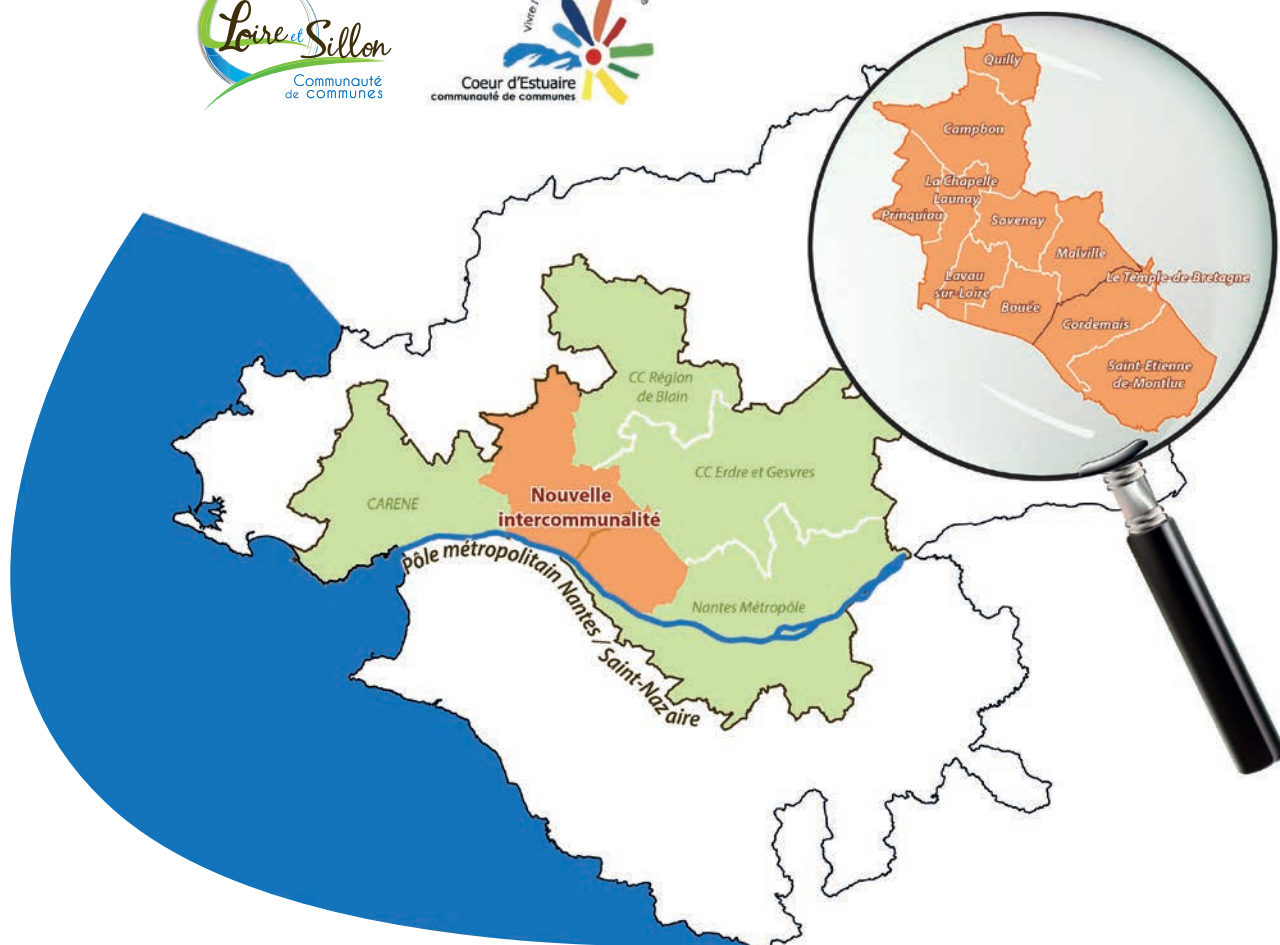 Loire et Sillon
Communauté
de communes
Vivre
Coeur d'Estuaire
communauté de communes
Quilly
Campbon
La Chapelle
Launay
Prinquiau
Savenay
Malville
Le Temple-de-Bretagne
Lavau
sur-Loire
Bouée
Cordemais
Saint-Etienne
de-Montluc
CC Région
de Blain
CC Erdre et Gesvres
CARENE
Nouvelle
intercommunalité
Pôle métropolitain Nantes / Saint-Nazaire
Nantes Métropôle